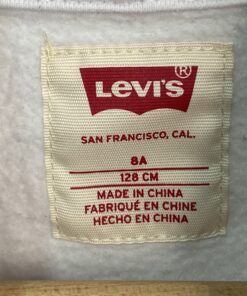 Levi's®
SAN FRANCISCO, CAL.
8A
128 CM
MADE IN CHINA
FABRIQUÉ EN CHINE
HECHO EN CHINA